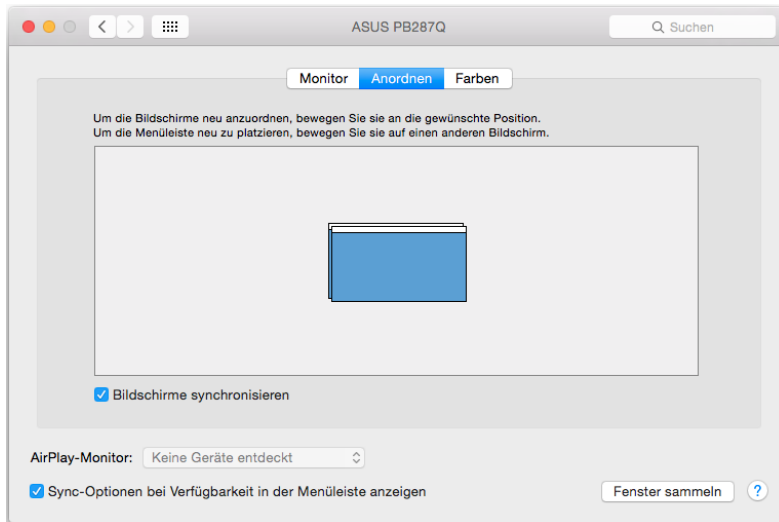 ASUS PB287Q
Suchen
Monitor Anordnen Farben
Um die Bildschirme neu anzuordnen, bewegen Sie sie an die gewünschte Position.
Um die Menüleiste neu zu platzieren, bewegen Sie sie auf einen anderen Bildschirm.
Bildschirme synchronisieren
AirPlay-Monitor: Keine Geräte entdeckt
Sync-Optionen bei Verfügbarkeit in der Menüleiste anzeigen
Fenster sammeln ?